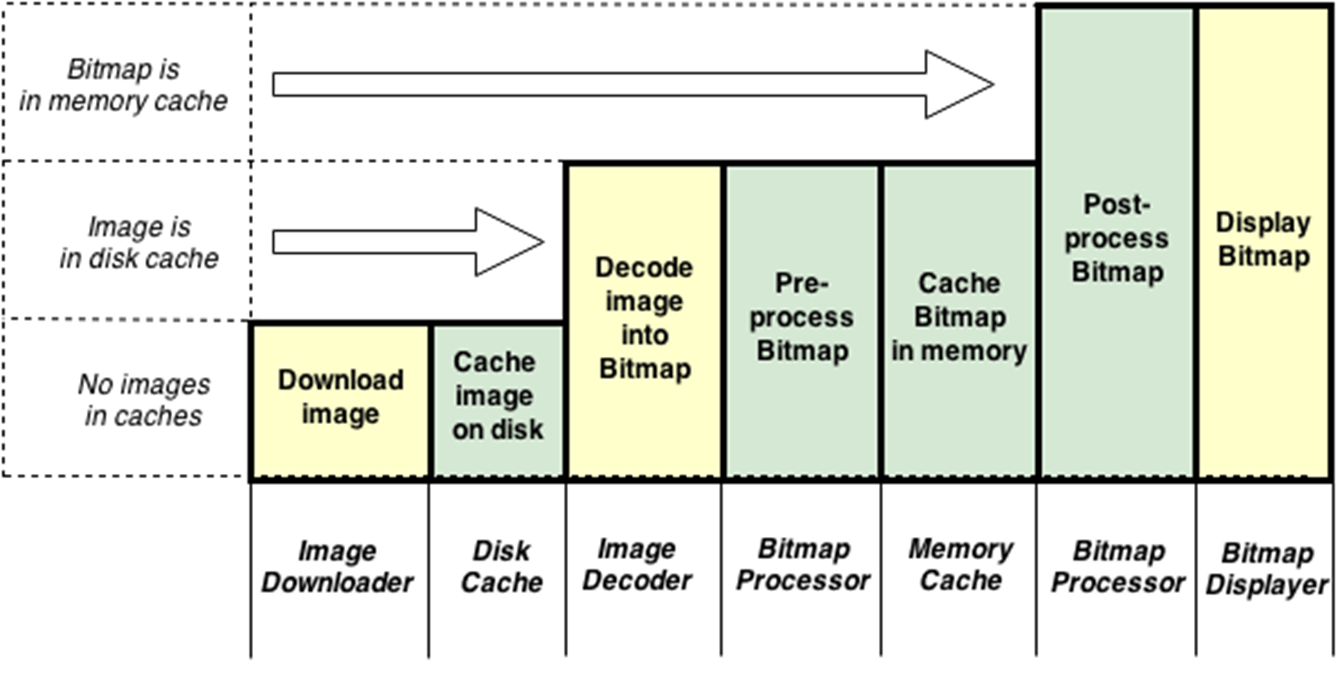 Bitmap is
in memory cache
Image is
in disk cache
No images
in caches
Download
image
Cache
image
on disk
Decode
image
into
Bitmap
Pre-
process
Bitmap
Cache
Bitmap
in memory
Post-
process
Bitmap
Display
Bitmap
Image
Downloader
Disk
Cache
Image
Decoder
Bitmap
Processor
Memory
Cache
Bitmap
Processor
Bitmap
Displayer